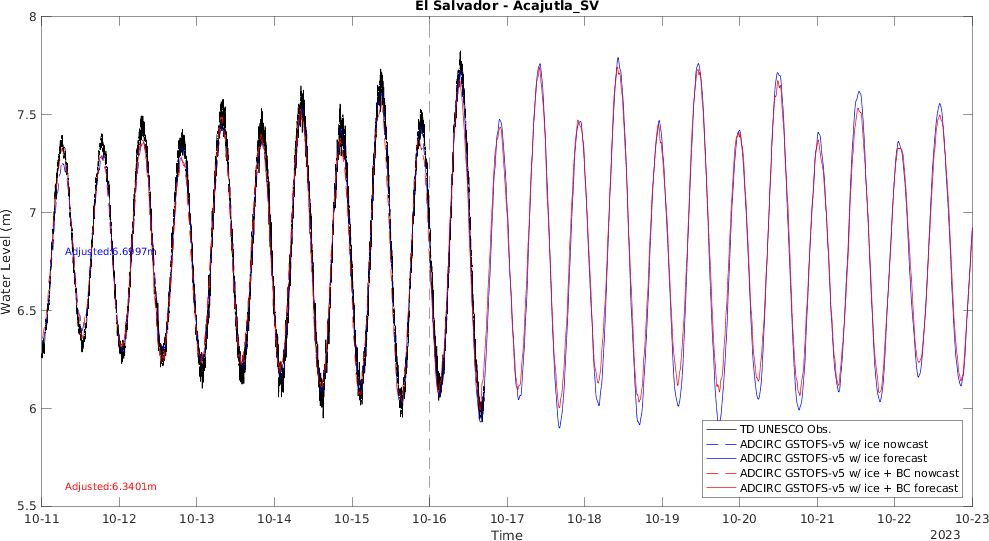 El Salvador - Acajutla_SV
8
7.5
7
6.5
6
5.5
Water Level (m)
Adjusted:6.6997m
Adjusted:6.3401m
TD UNESCO Obs.
ADCIRC GSTOFS-v5 w/ ice nowcast
ADCIRC GSTOFS-v5 w/ ice forecast
ADCIRC GSTOFS-v5 w/ ice + BC nowcast
ADCIRC GSTOFS-v5 w/ ice + BC forecast
10-11 10-12 10-13 10-14 10-15 10-16 10-17 10-18 10-19 10-20 10-21 10-22 10-23
Time
2023